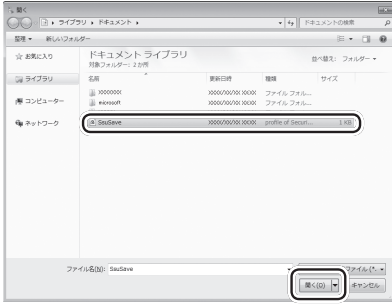 開く
ライブラリ ▸ ドキュメント ▸
ドキュメントの検索
整理 ▾ 新しいフォルダー
お気に入り
ライブラリ
コンピューター
ネットワーク
ドキュメント ライブラリ
対象フォルダー: 2 か所
並べ替え: フォルダー ▾
名前 更新日時 種類 サイズ
XXXXXXX XXXX/XX/XX XX:XX ファイル フォル...
microsoft XXXX/XX/XX XX:XX ファイル フォル...
SsuSave XXXX/XX/XX XX:XX profile of Securi... 1 KB
ファイル名(N): SsuSave
ファイル (*.
開く(O)
キャンセル